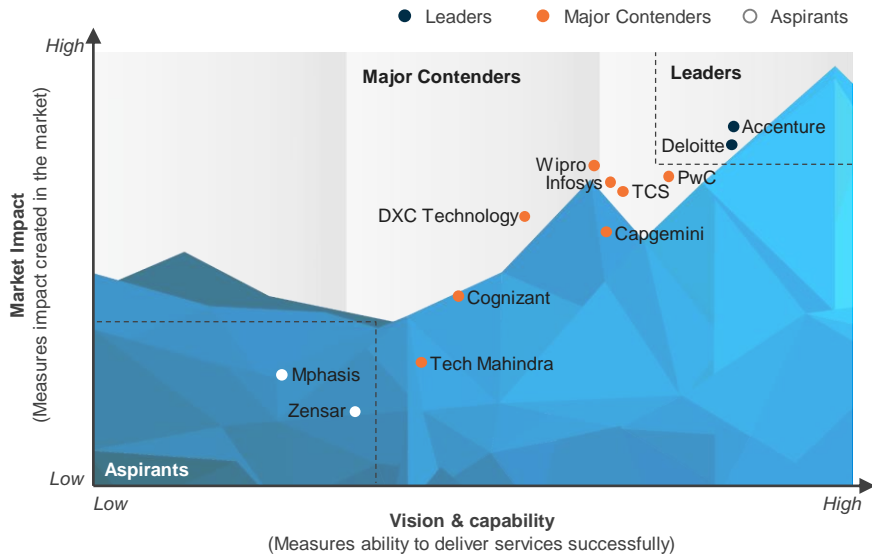 Leaders
Major Contenders
Aspirants
High
Major Contenders
Leaders
Accenture
Deloitte
Wipro
Infosys
PwC
TCS
DXC Technology
Capgemini
Cognizant
Tech Mahindra
Mphasis
Zensar
Aspirants
Market Impact
(Measures impact created in the market)
Low
Low
High
Vision & capability
(Measures ability to deliver services successfully)